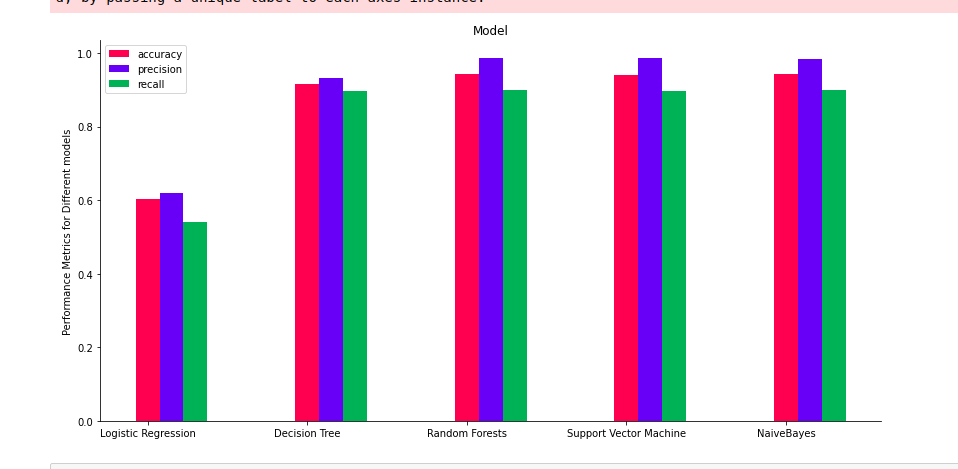 a, by passing a unique label to each axes instance.
Model
1.0
accuracy
precision
recall
0.8
0.6
0.4
0.2
0.0
Performance Metrics for Different models
Logistic Regression Decision Tree Random Forests Support Vector Machine NaiveBayes